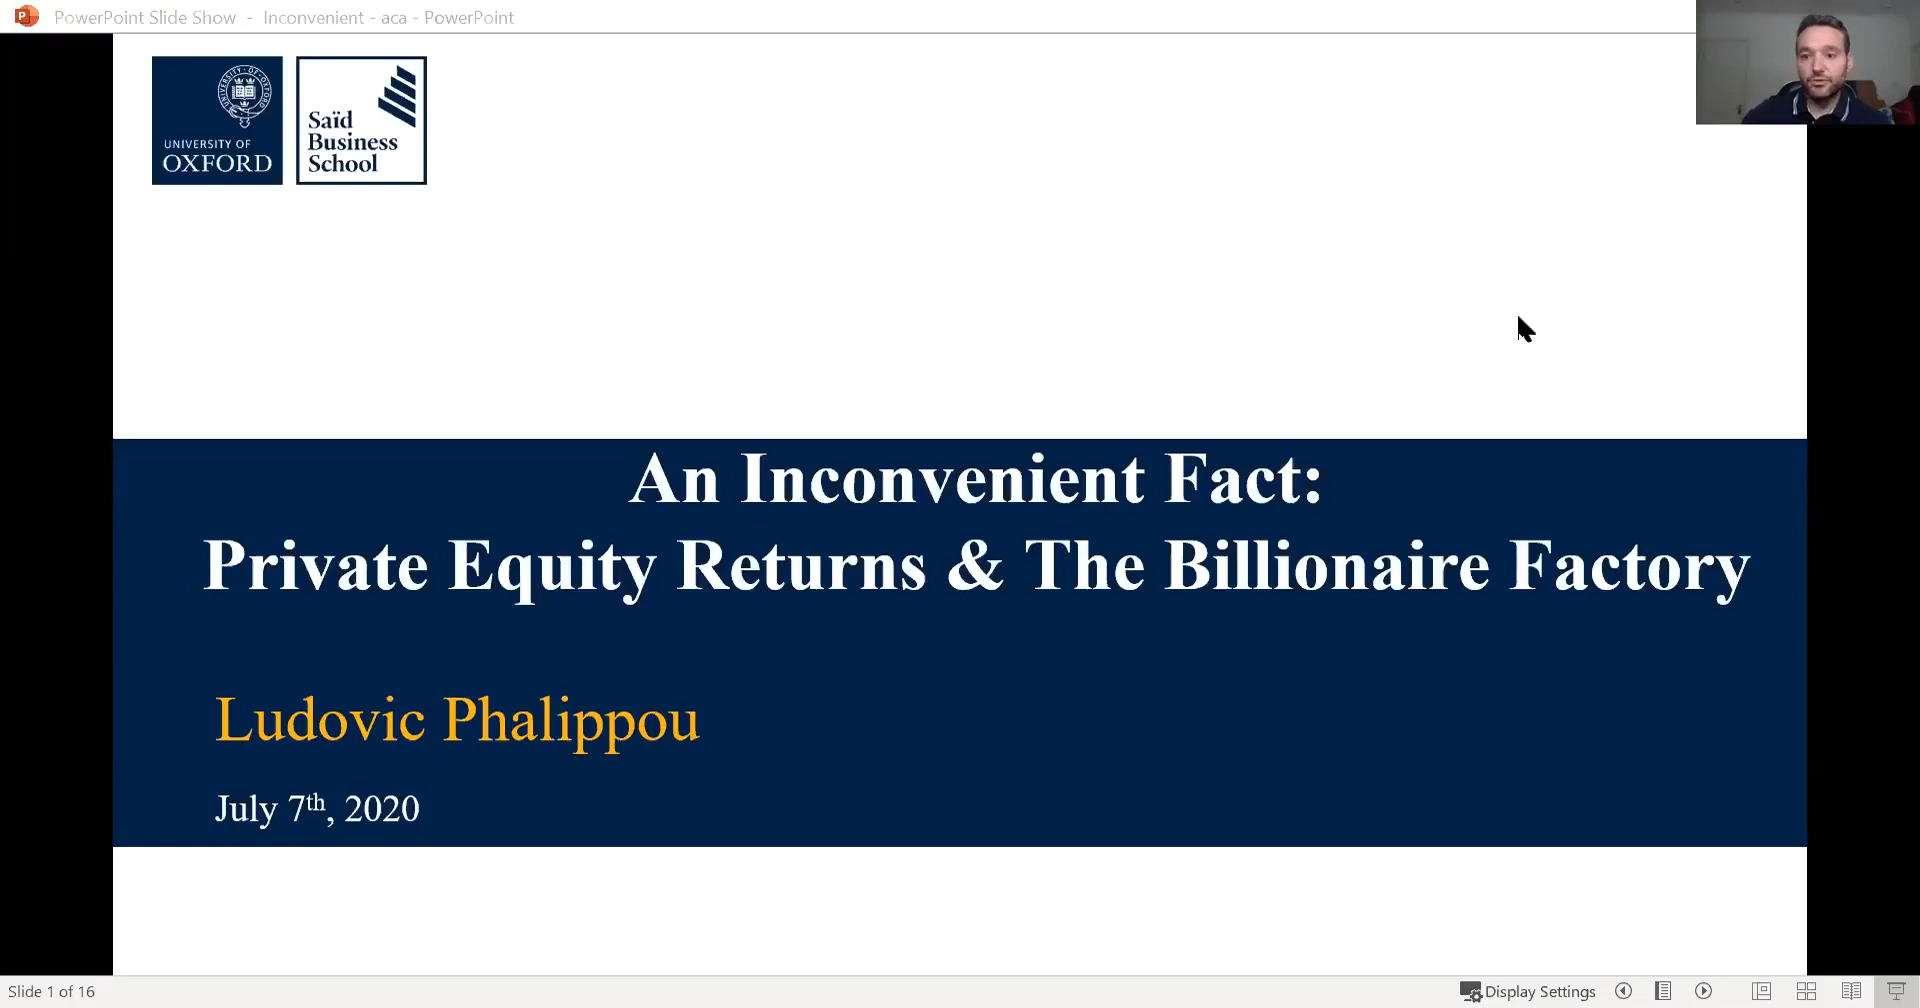 PowerPoint Slide Show - Inconvenient - aca - PowerPoint
UNIVERSITY OF
OXFORD
Saïd
Business
School
An Inconvenient Fact:
Private Equity Returns & The Billionaire Factory
Ludovic Phalippou
July 7th, 2020
Slide 1 of 16
Display Settings